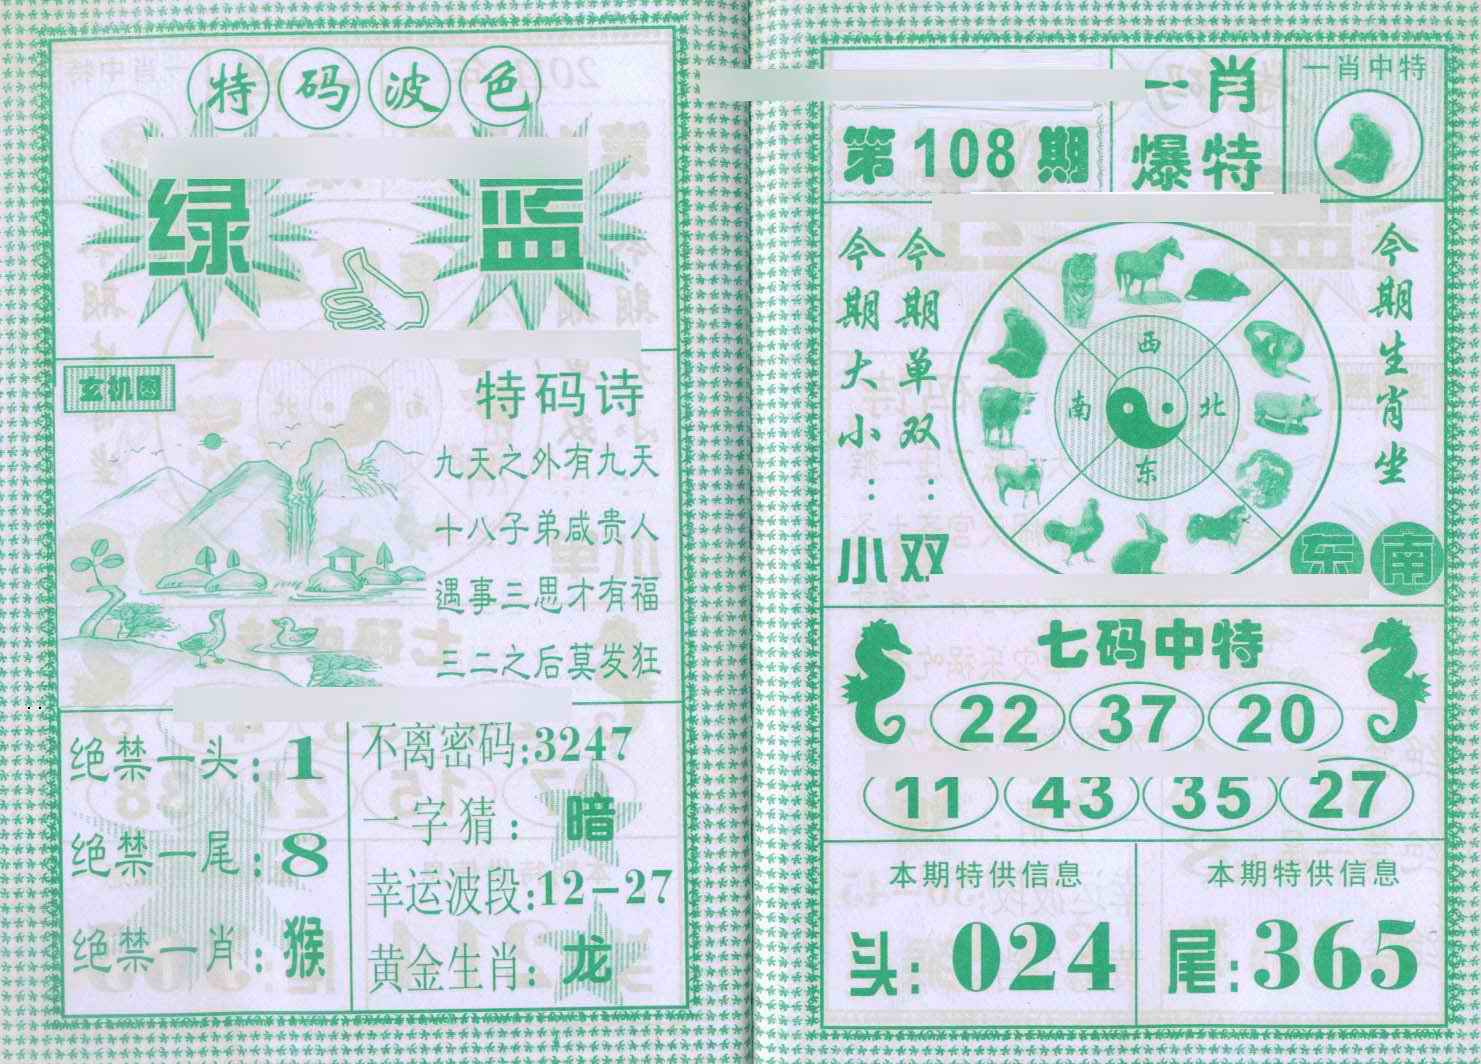 特码波色
绿 蓝
玄机图
特码诗
九天之外有九天
十八子弟咸贵人
遇事三思才有福
三二之后莫发狂
绝禁一头:1
绝禁一尾:8
绝禁一肖:猴
不离密码:3247
一字猜:暗
幸运波段:12-27
黄金生肖:龙
第108期
一肖
爆特
一肖中特
今期大小:小
今期单双:双
西
南 北
东
今期生肖坐
东南
七码中特
22 37 20
11 43 35 27
本期特供信息
头:024
本期特供信息
尾:365